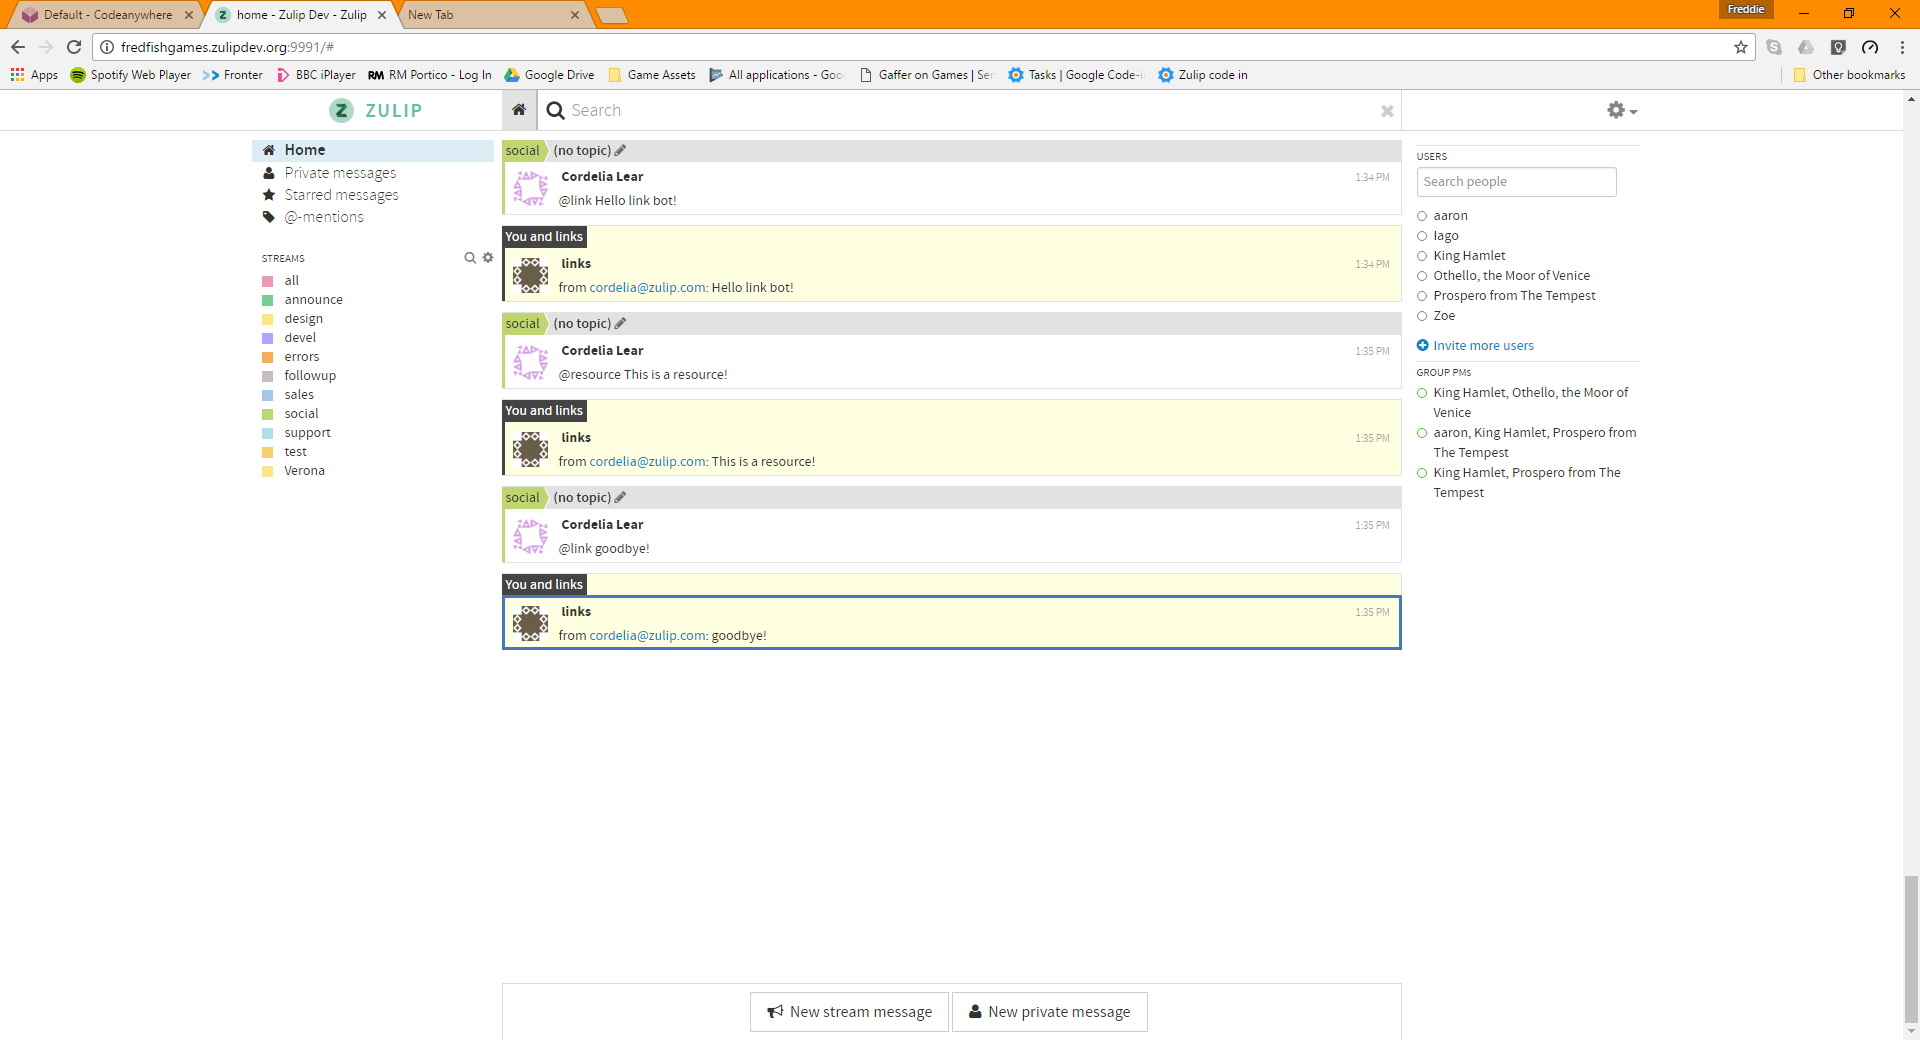 Default - Codeanywhere
home - Zulip Dev - Zulip
New Tab
Freddie
fredfishgames.zulipdev.org:9991/#
Apps
Spotify Web Player
Fronter
BBC iPlayer
RM Portico - Log In
Google Drive
Game Assets
All applications - Goo
Gaffer on Games | Ser
Tasks | Google Code-i
Zulip code in
Other bookmarks
ZULIP
Search
Home
Private messages
Starred messages
@-mentions
STREAMS
all
announce
design
devel
errors
followup
sales
social
support
test
Verona
social (no topic)
Cordelia Lear 1:34 PM
@link Hello link bot!
You and links
links 1:34 PM
from cordelia@zulip.com: Hello link bot!
social (no topic)
Cordelia Lear 1:35 PM
@resource This is a resource!
You and links
links 1:35 PM
from cordelia@zulip.com: This is a resource!
social (no topic)
Cordelia Lear 1:35 PM
@link goodbye!
You and links
links 1:35 PM
from cordelia@zulip.com: goodbye!
New stream message
New private message
USERS
Search people
aaron
Iago
King Hamlet
Othello, the Moor of Venice
Prospero from The Tempest
Zoe
Invite more users
GROUP PMs
King Hamlet, Othello, the Moor of
Venice
aaron, King Hamlet, Prospero from
The Tempest
King Hamlet, Prospero from The
Tempest